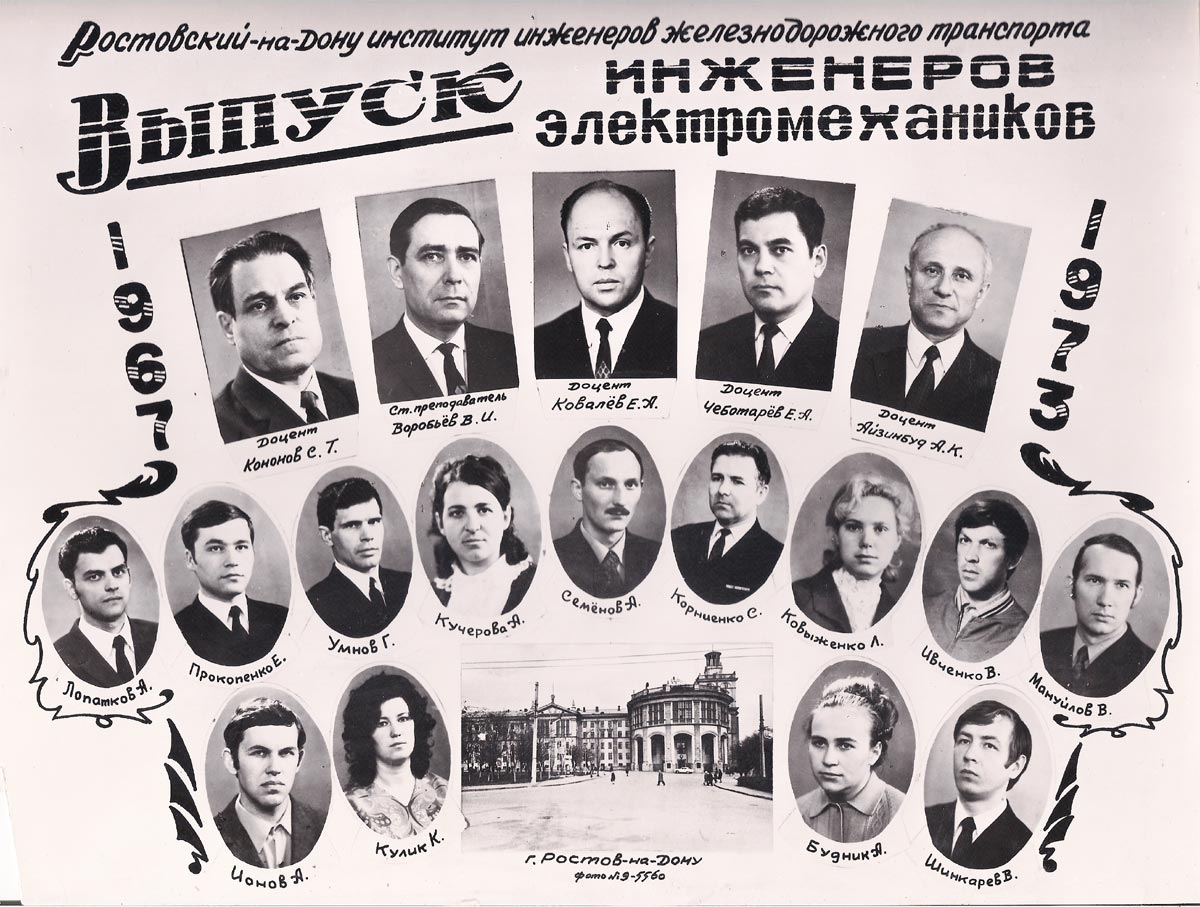 Ростовский-на-Дону институт инженеров железнодорожного транспорта
Выпуск инженеров
электромехаников
1967
1973
Доцент
Кононов С. Т.
Ст. преподаватель
Воробьёв В. И.
Доцент
Ковалёв Е. А.
Доцент
Чеботарёв Е. А.
Доцент
Айзинбуд А. К.
Лопатков А.
Прокопенко Е.
Умнов Г.
Кучерова А.
Семёнов А.
Корниенко С.
Ковыженко Л.
Ивченко В.
Мануйлов В.
Ионов А.
Кулик К.
г. Ростов-на-Дону
фото № 9-5560
Будник А.
Шинкарев В.